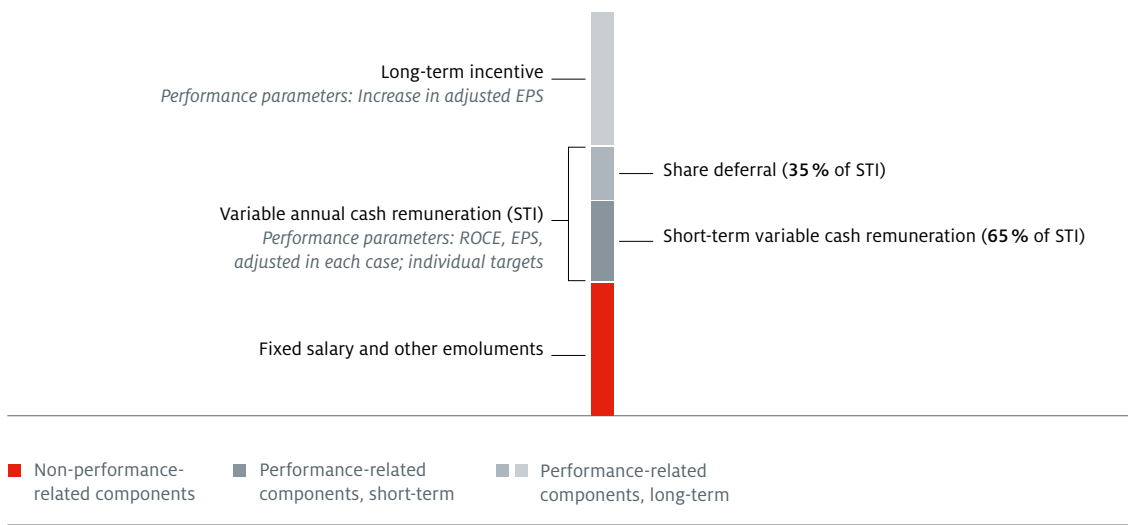 Long-term incentive
Performance parameters: Increase in adjusted EPS
Share deferral (35 % of STI)
Variable annual cash remuneration (STI)
Performance parameters: ROCE, EPS,
adjusted in each case; individual targets
Short-term variable cash remuneration (65 % of STI)
Fixed salary and other emoluments
Non-performance-
related components
Performance-related
components, short-term
Performance-related
components, long-term